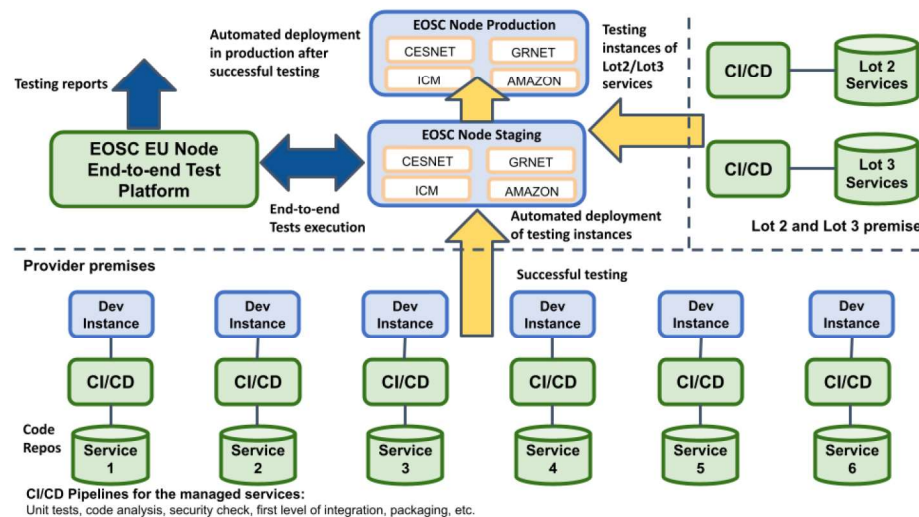 EOSC Node Production
CESNET
GRNET
ICM
AMAZON
Automated deployment
in production after
successful testing
Testing
instances of
Lot2/Lot3
services
CI/CD
Lot 2
Services
Testing reports
EOSC EU Node
End-to-end Test
Platform
EOSC Node Staging
CESNET
GRNET
ICM
AMAZON
CI/CD
Lot 3
Services
End-to-end
Tests execution
Automated deployment
of testing instances
Lot 2 and Lot 3 premise
Provider premises
Successful testing
Dev
Instance
Dev
Instance
Dev
Instance
Dev
Instance
Dev
Instance
Dev
Instance
CI/CD
CI/CD
CI/CD
CI/CD
CI/CD
CI/CD
Code
Repos
Service
1
Service
2
Service
3
Service
4
Service
5
Service
6
CI/CD Pipelines for the managed services:
Unit tests, code analysis, security check, first level of integration, packaging, etc.